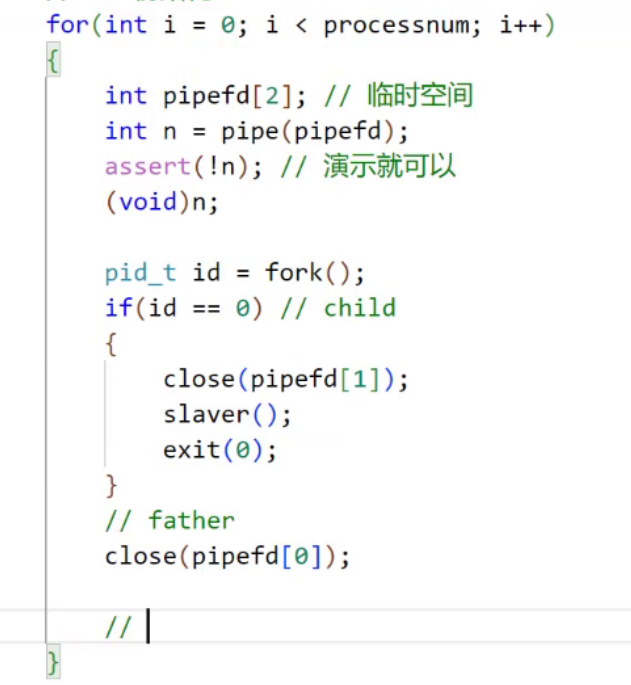 for(int i = 0; i < processnum; i++)
{
int pipefd[2]; // 临时空间
int n = pipe(pipefd);
assert(!n); // 演示就可以
(void)n;
pid_t id = fork();
if(id == 0) // child
{
close(pipefd[1]);
slaver();
exit(0);
}
// father
close(pipefd[0]);
//
}